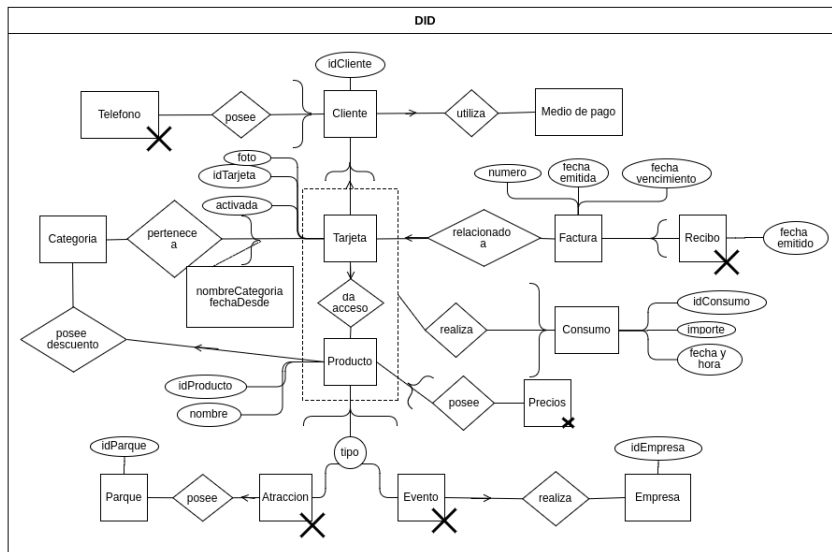 DID
idCliente
Telefono
posee
Cliente
utiliza
Medio de pago
foto
idTarjeta
activada
numero
fecha
emitida
fecha
vencimiento
Categoria
pertenece
a
Tarjeta
relacionado
a
Factura
Recibo
fecha
emitido
nombreCategoria
fechaDesde
da
acceso
realiza
Consumo
idConsumo
importe
fecha y
hora
posee
descuento
Producto
idProducto
nombre
posee
Precios
tipo
idParque
idEmpresa
Parque
posee
Atraccion
Evento
realiza
Empresa